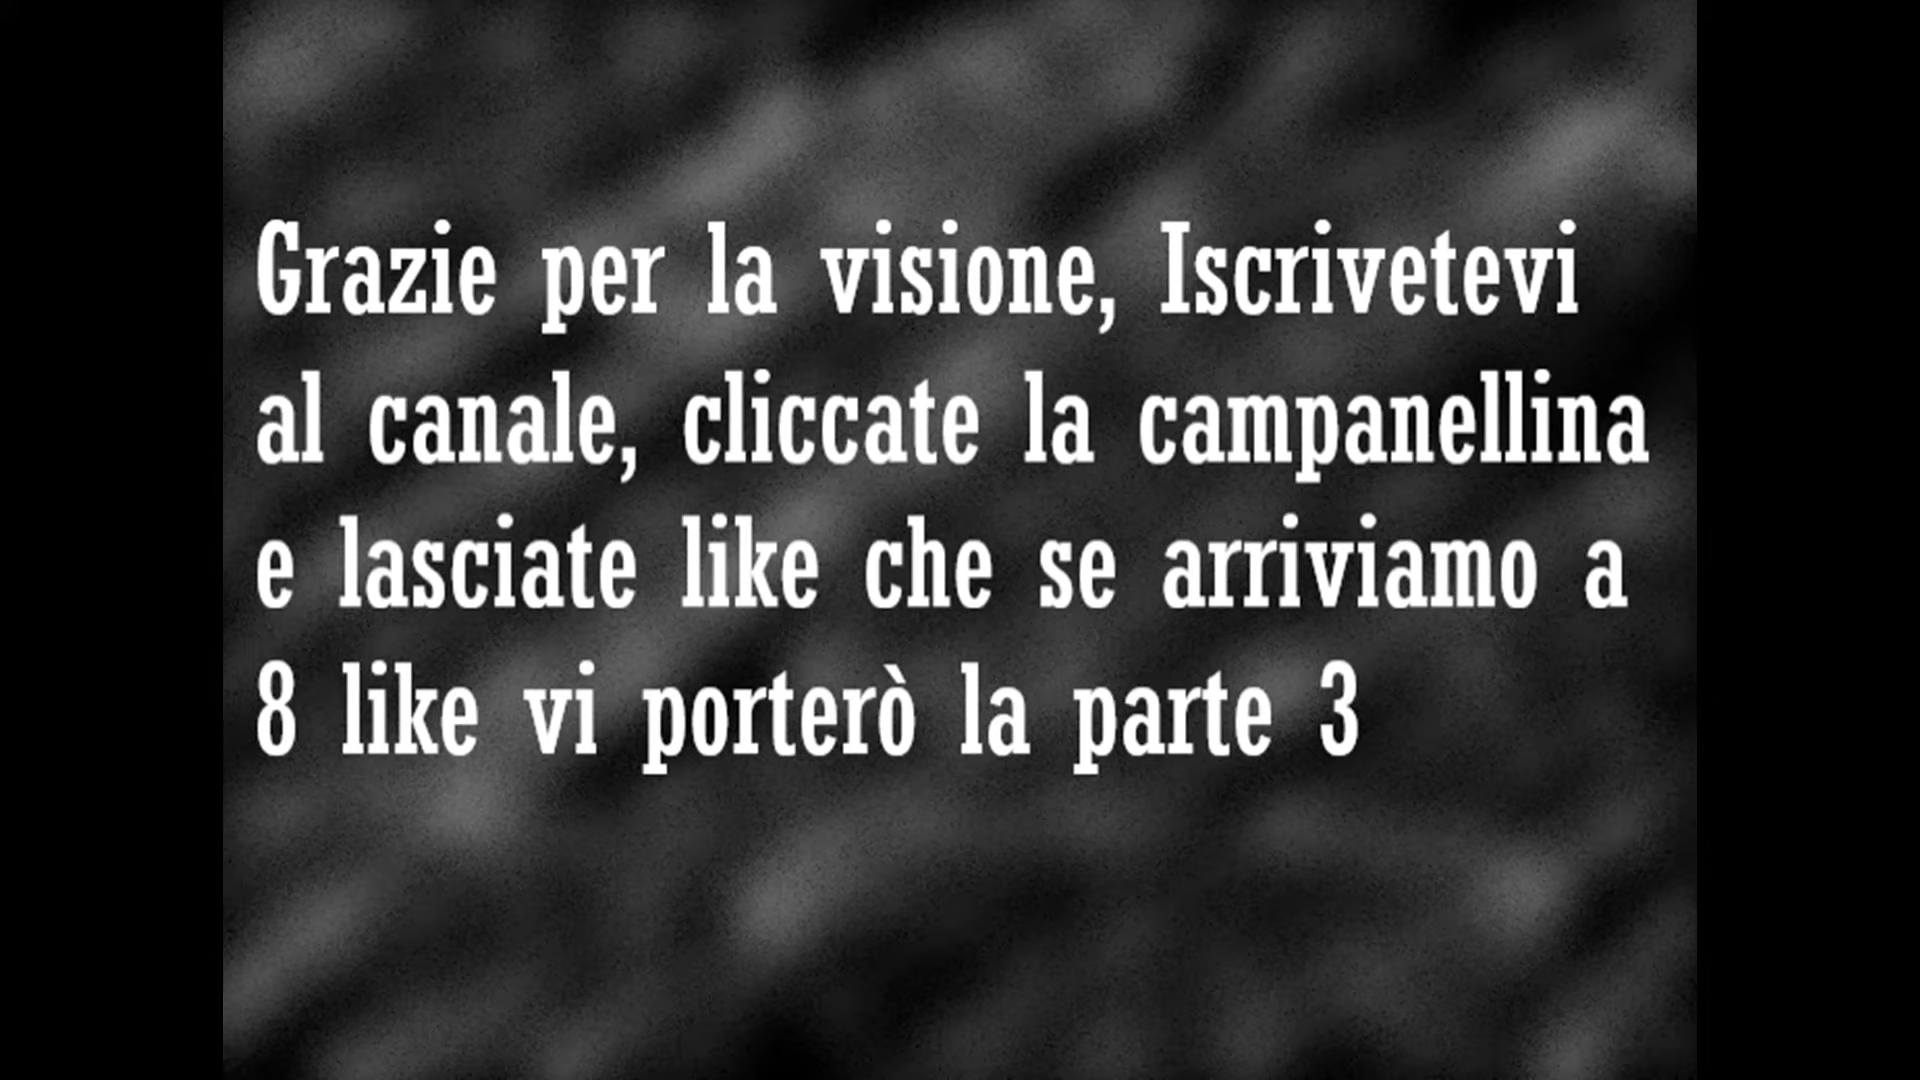 Grazie per la visione, Iscrivetevi
al canale, cliccate la campanellina
e lasciate like che se arriviamo a
8 like vi porterò la parte 3